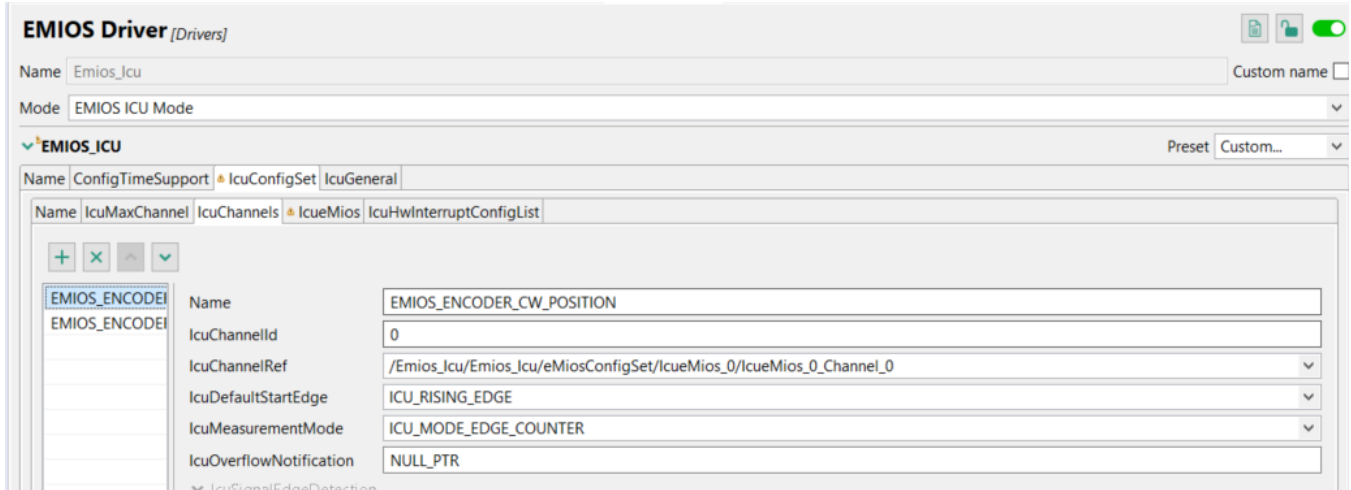 EMIOS Driver [Drivers]
Name Emios_Icu Custom name
Mode EMIOS ICU Mode
EMIOS_ICU Preset Custom...
Name ConfigTimeSupport IcuConfigSet IcuGeneral
Name IcuMaxChannel IcuChannels IcueMios IcuHwInterruptConfigList
EMIOS_ENCODEI Name EMIOS_ENCODER_CW_POSITION
EMIOS_ENCODEI IcuChannelId 0
IcuChannelRef /Emios_Icu/Emios_Icu/eMiosConfigSet/IcueMios_0/IcueMios_0_Channel_0
IcuDefaultStartEdge ICU_RISING_EDGE
IcuMeasurementMode ICU_MODE_EDGE_COUNTER
IcuOverflowNotification NULL_PTR
IcuSignalEdgeDetection